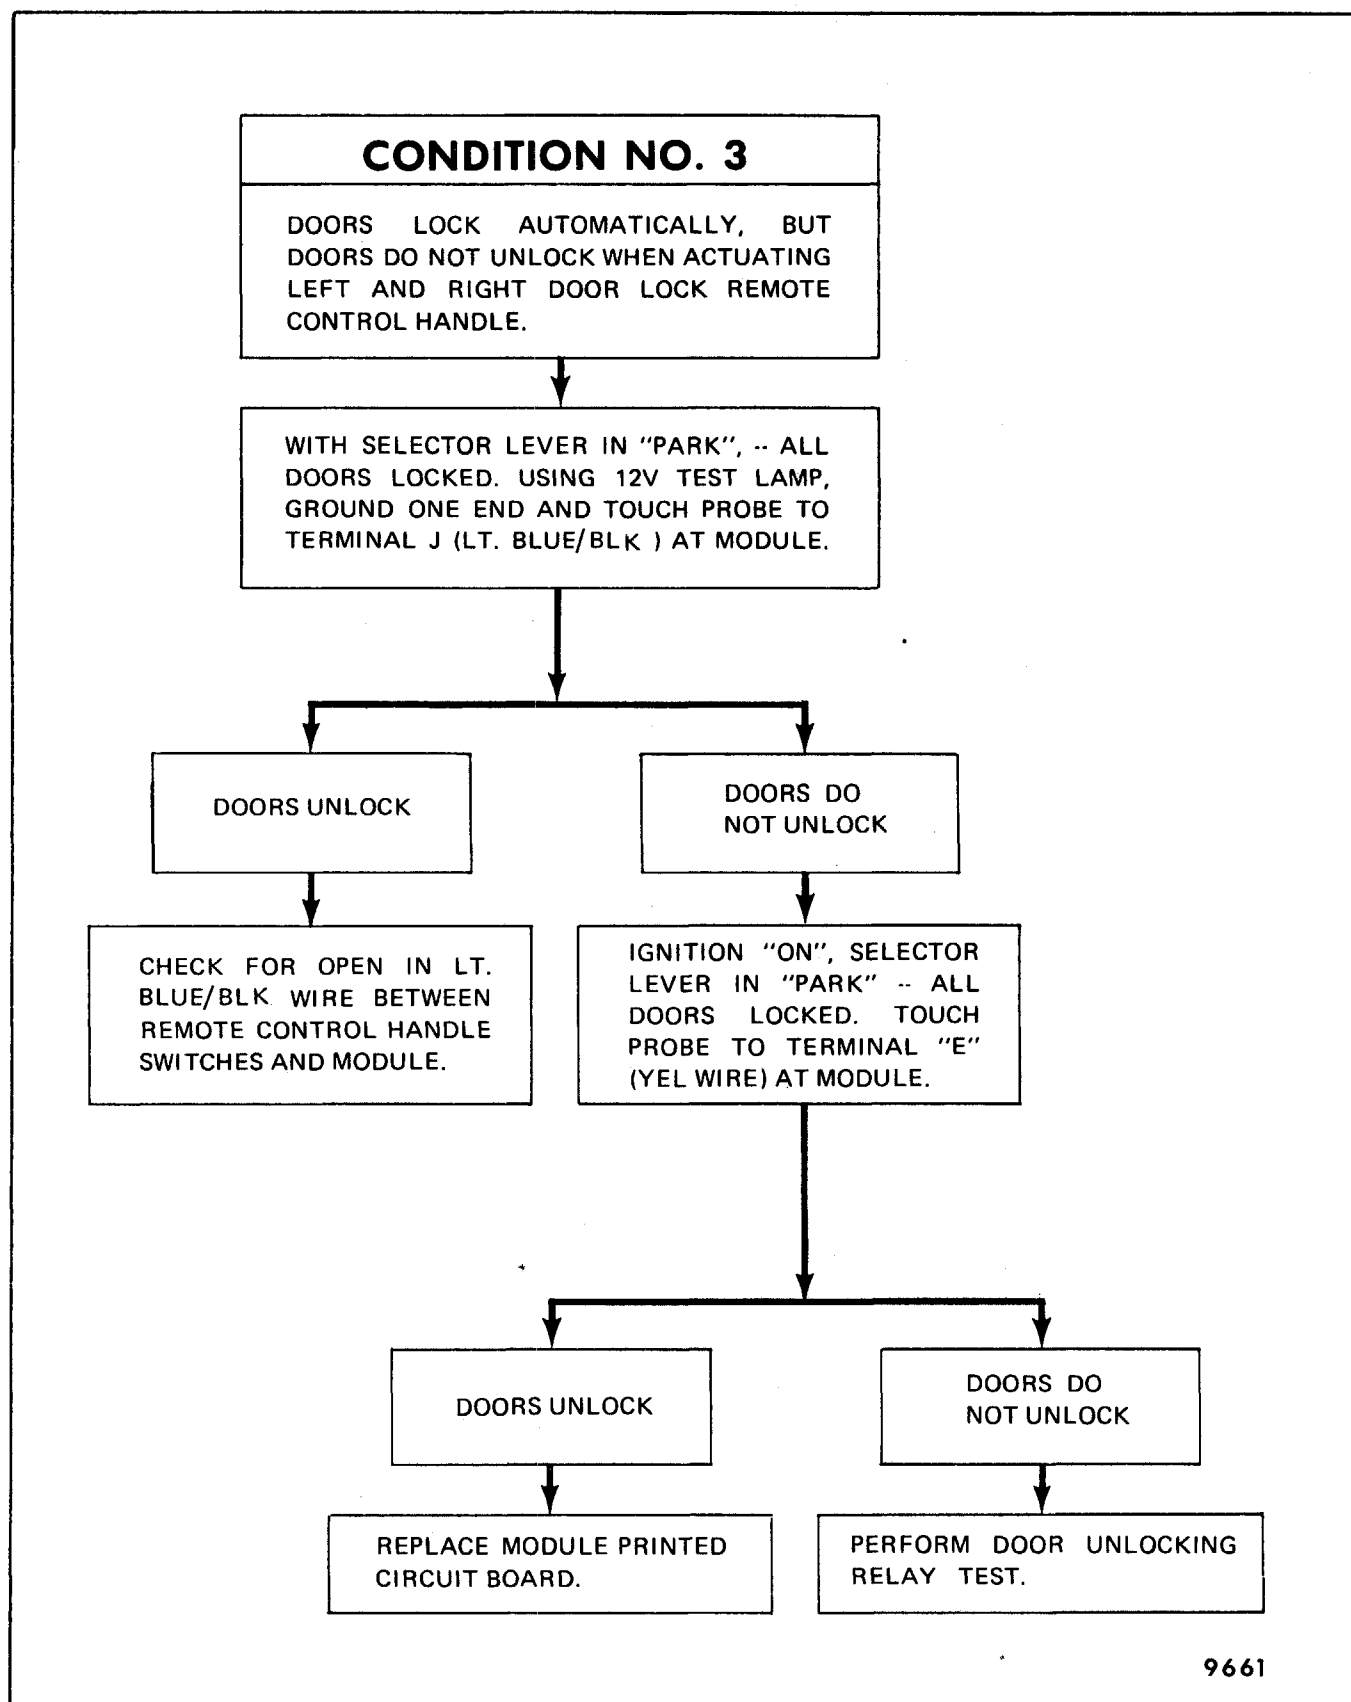 CONDITION NO. 3
DOORS LOCK AUTOMATICALLY, BUT
DOORS DO NOT UNLOCK WHEN ACTUATING
LEFT AND RIGHT DOOR LOCK REMOTE
CONTROL HANDLE.
WITH SELECTOR LEVER IN "PARK", -- ALL
DOORS LOCKED. USING 12V TEST LAMP,
GROUND ONE END AND TOUCH PROBE TO
TERMINAL J (LT. BLUE/BLK ) AT MODULE.
DOORS UNLOCK
DOORS DO
NOT UNLOCK
CHECK FOR OPEN IN LT.
BLUE/BLK WIRE BETWEEN
REMOTE CONTROL HANDLE
SWITCHES AND MODULE.
IGNITION "ON", SELECTOR
LEVER IN "PARK" -- ALL
DOORS LOCKED. TOUCH
PROBE TO TERMINAL "E"
(YEL WIRE) AT MODULE.
DOORS UNLOCK
DOORS DO
NOT UNLOCK
REPLACE MODULE PRINTED
CIRCUIT BOARD.
PERFORM DOOR UNLOCKING
RELAY TEST.
9661